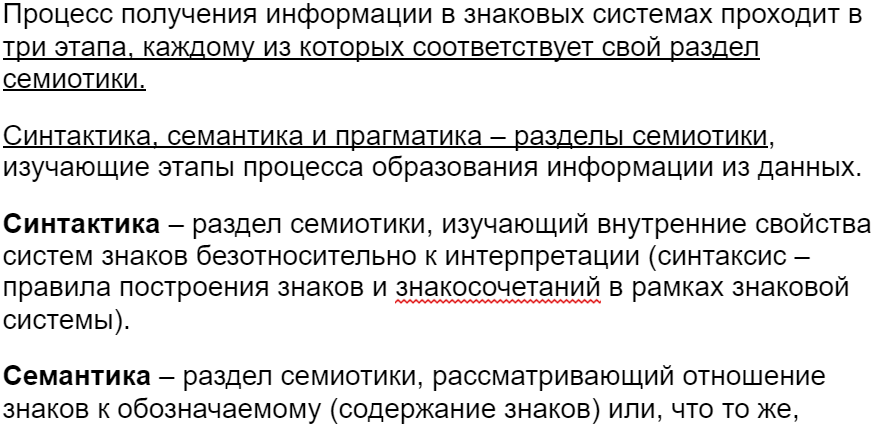 Процесс получения информации в знаковых системах проходит в
три этапа, каждому из которых соответствует свой раздел
семиотики.
Синтактика, семантика и прагматика – разделы семиотики,
изучающие этапы процесса образования информации из данных.
Синтактика – раздел семиотики, изучающий внутренние свойства
систем знаков безотносительно к интерпретации (синтаксис –
правила построения знаков и знакосочетаний в рамках знаковой
системы).
Семантика – раздел семиотики, рассматривающий отношение
знаков к обозначаемому (содержание знаков) или, что то же,